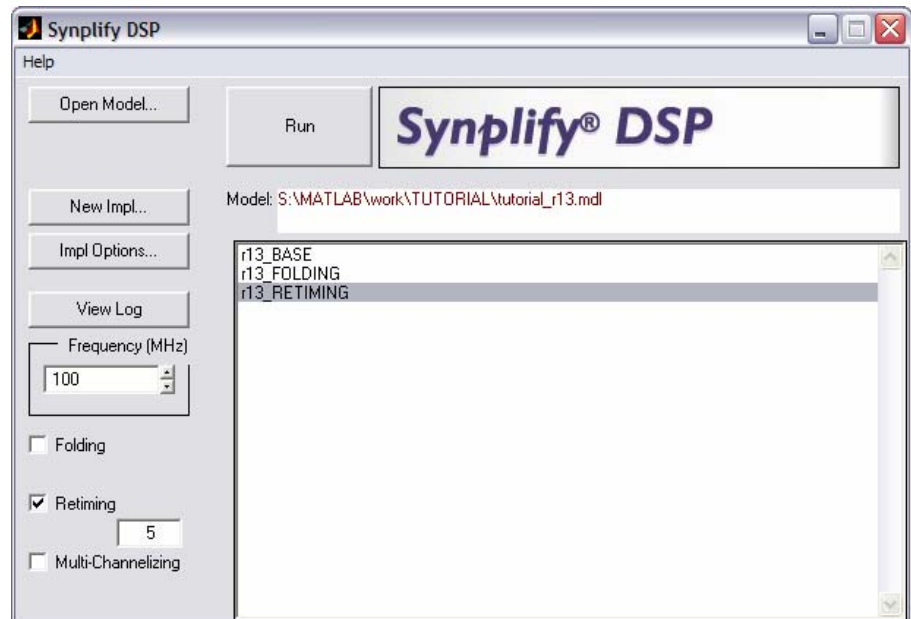 Synplify DSP
Help
Open Model...
Run
Synplify® DSP
New Impl...
Model: S:\MATLAB\work\TUTORIAL\tutorial_r13.mdl
Impl Options...
r13_BASE
r13_FOLDING
r13_RETIMING
View Log
Frequency (MHz)
100
Folding
Retiming
5
Multi-Channelizing